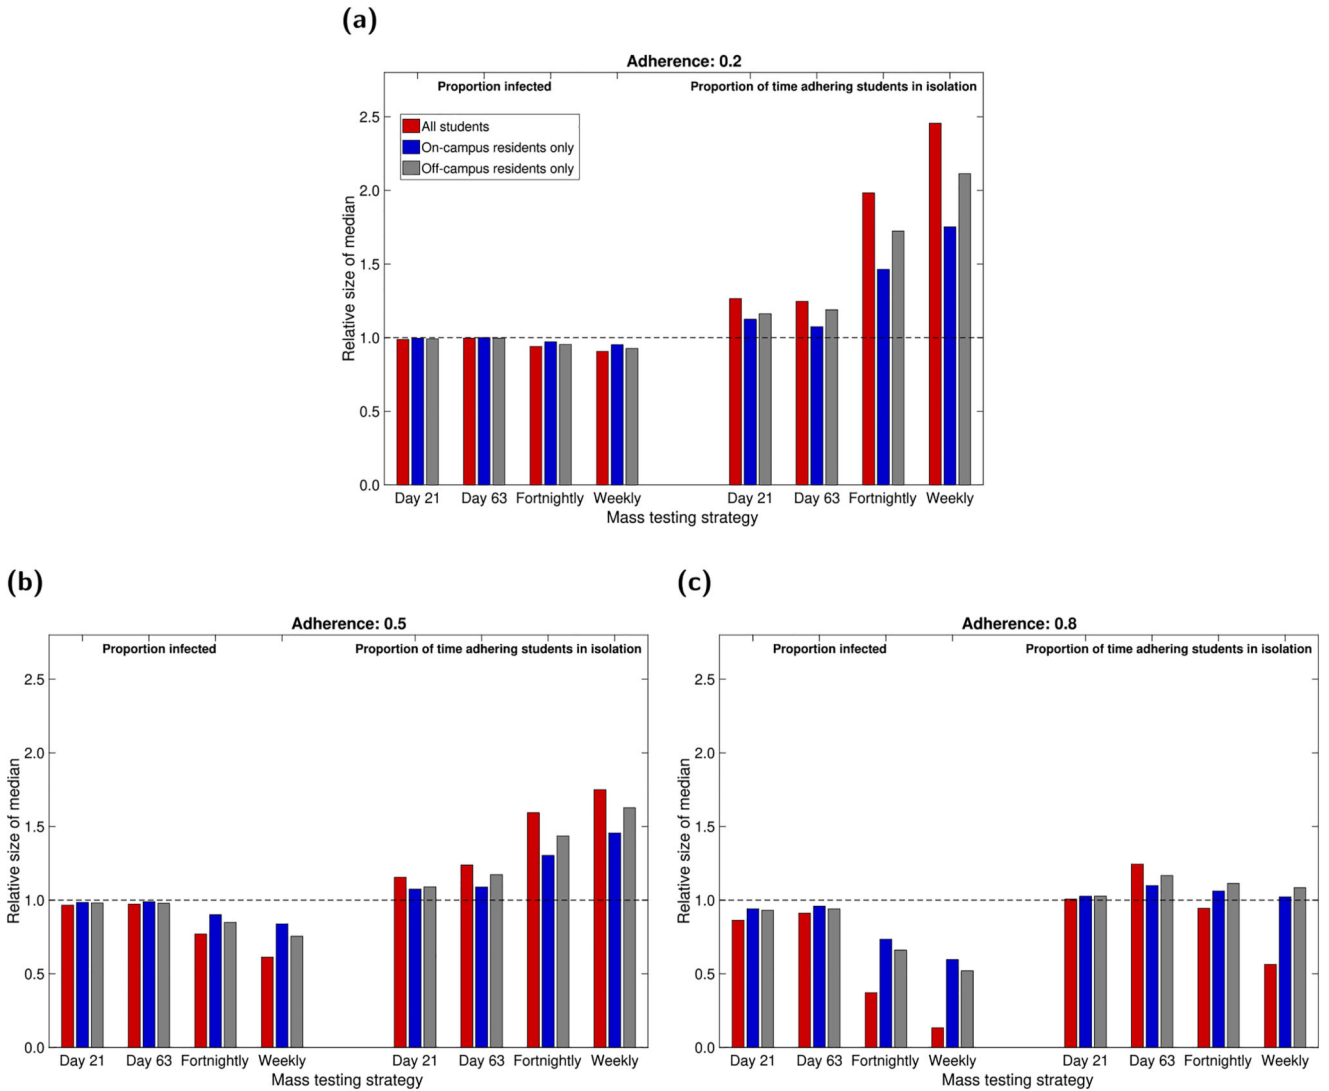 (a)
Adherence: 0.2
Proportion infected
Proportion of time adhering students in isolation
All students
On-campus residents only
Off-campus residents only
Relative size of median
2.5
2.0
1.5
1.0
0.5
0.0
Day 21 Day 63 Fortnightly Weekly Day 21 Day 63 Fortnightly Weekly
Mass testing strategy
(b)
Adherence: 0.5
Proportion infected
Proportion of time adhering students in isolation
Relative size of median
2.5
2.0
1.5
1.0
0.5
0.0
Day 21 Day 63 Fortnightly Weekly Day 21 Day 63 Fortnightly Weekly
Mass testing strategy
(c)
Adherence: 0.8
Proportion infected
Proportion of time adhering students in isolation
Relative size of median
2.5
2.0
1.5
1.0
0.5
0.0
Day 21 Day 63 Fortnightly Weekly Day 21 Day 63 Fortnightly Weekly
Mass testing strategy